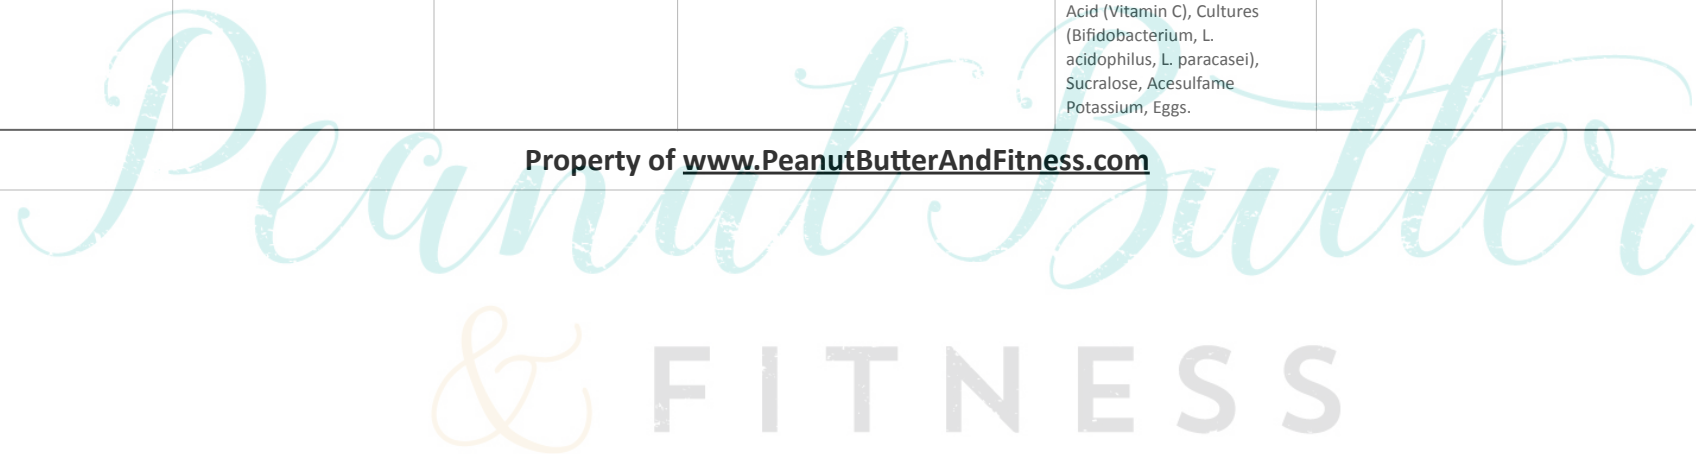 Acid (Vitamin C), Cultures
(Bifidobacterium, L.
acidophilus, L. paracasei),
Sucralose, Acesulfame
Potassium, Eggs.
Property of www.PeanutButterAndFitness.com
Peanut Butter
& FITNESS